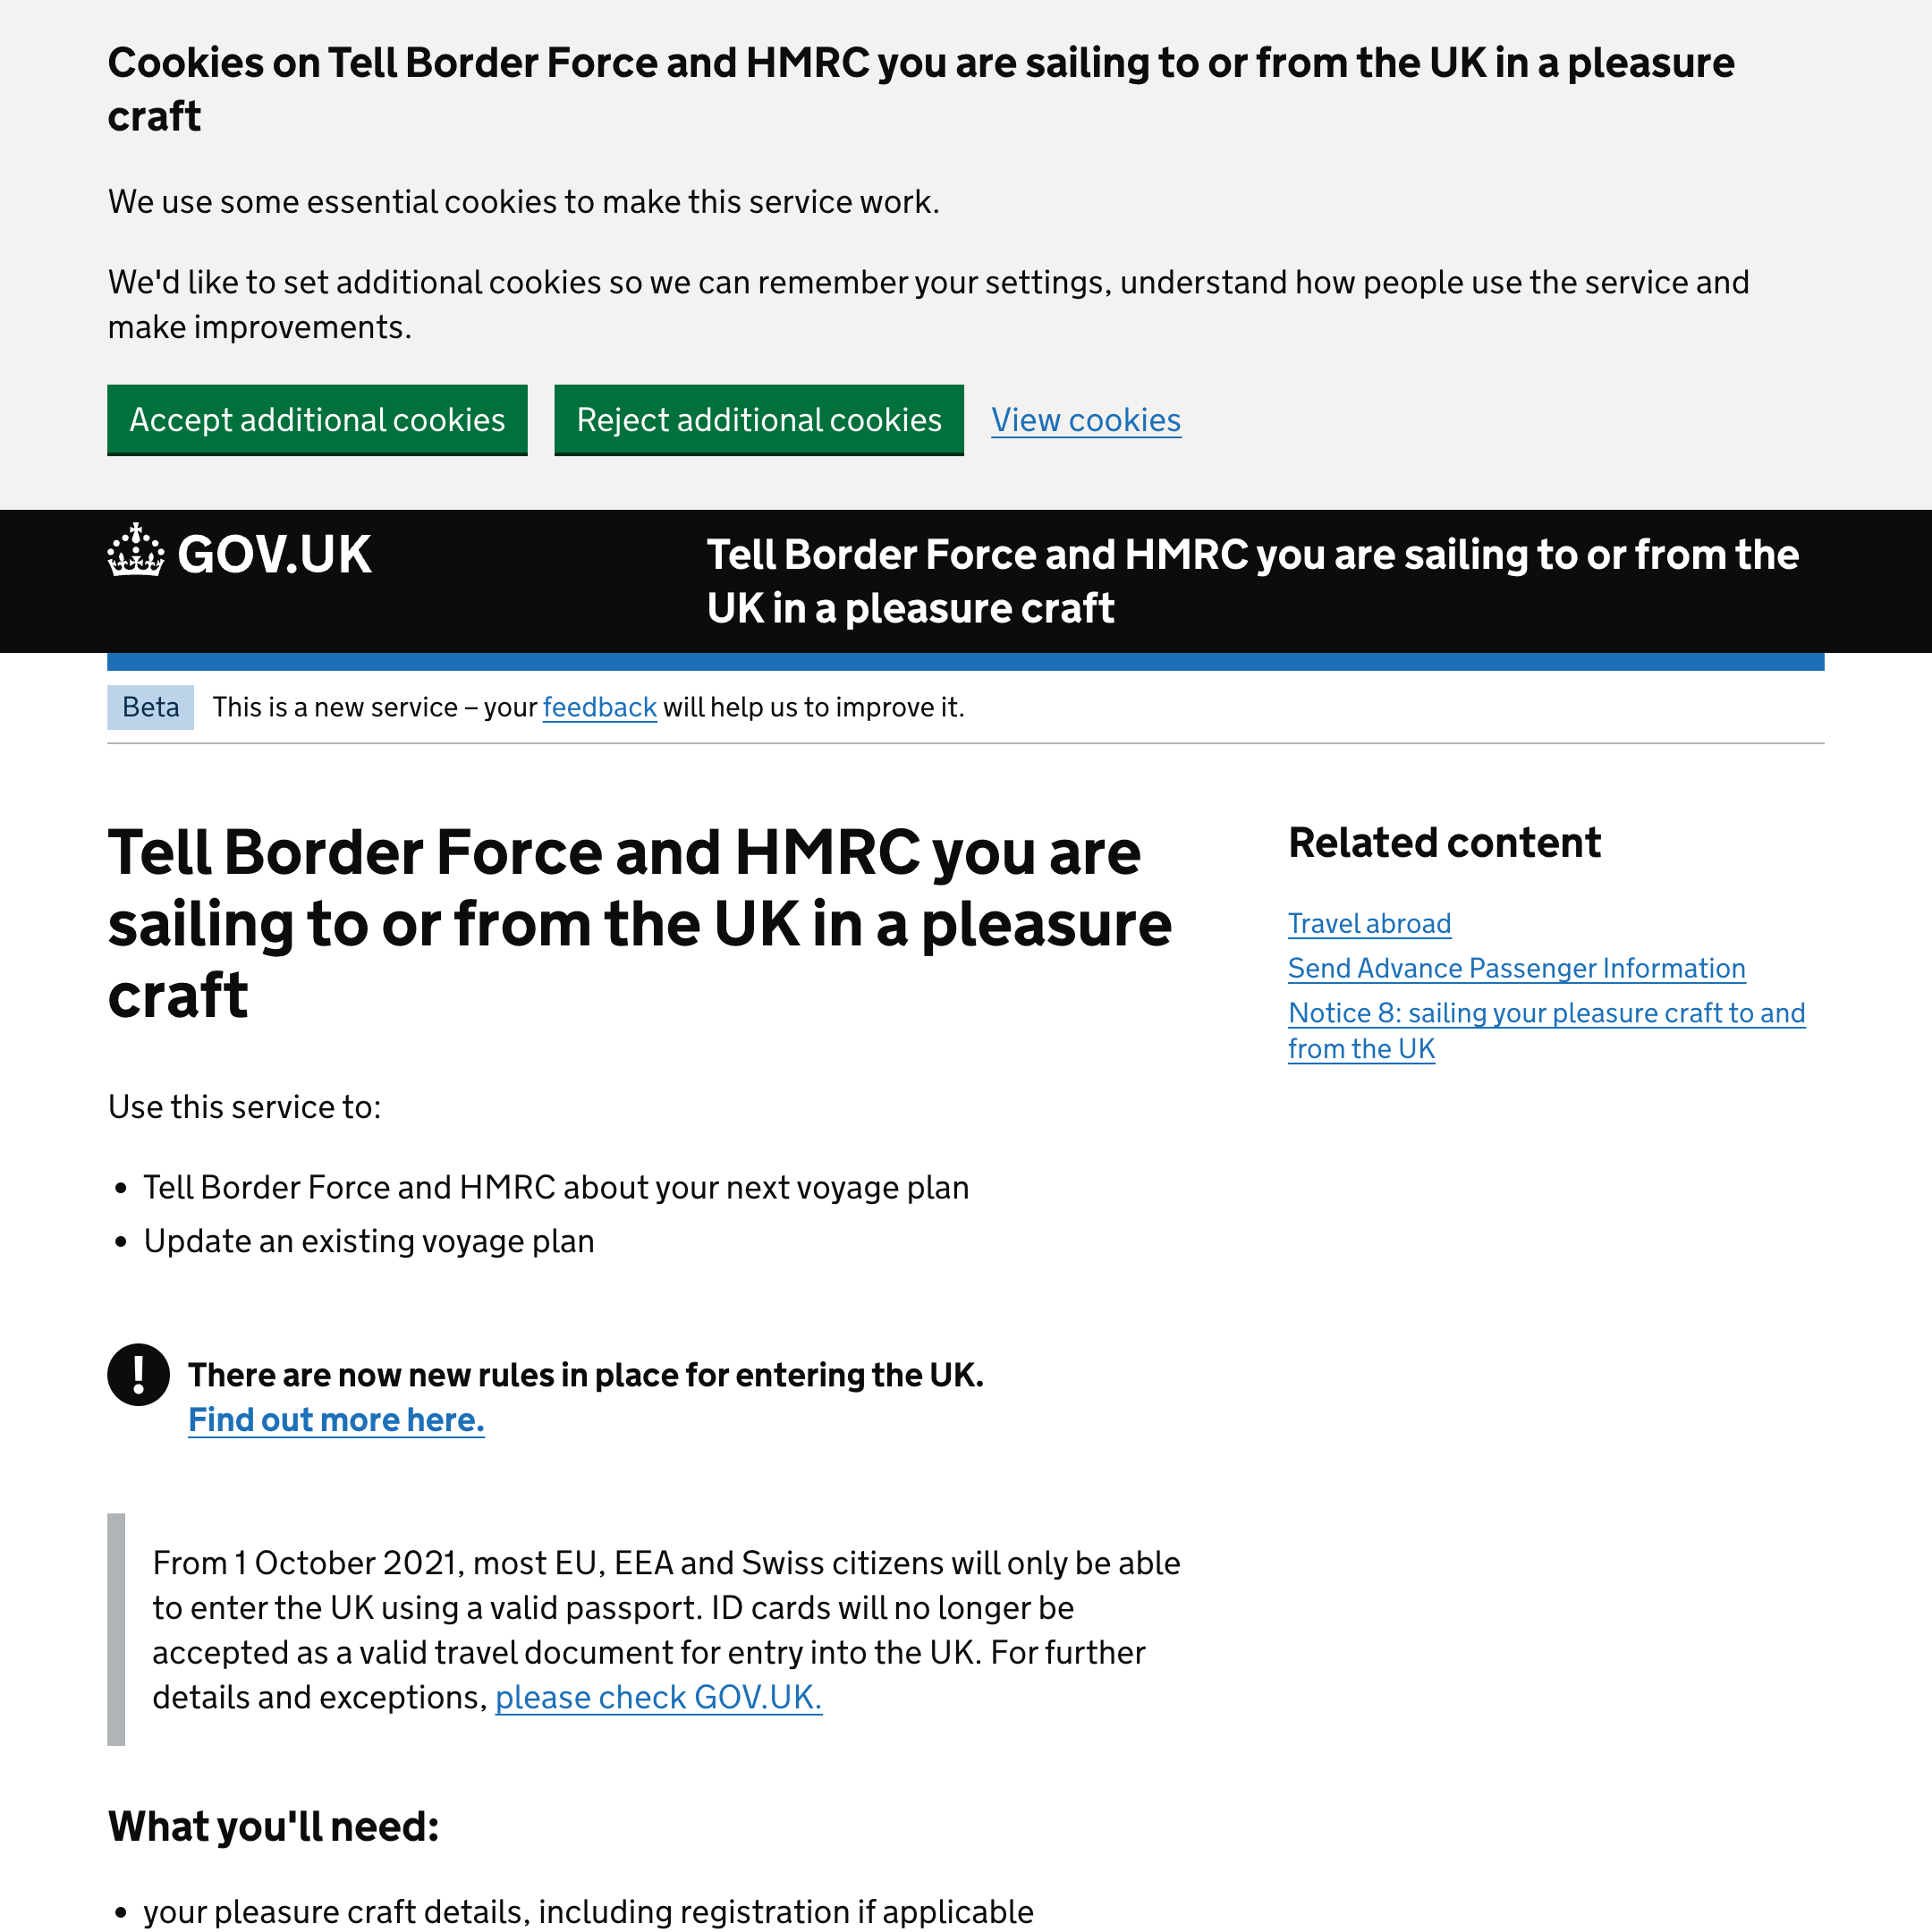 Cookies on Tell Border Force and HMRC you are sailing to or from the UK in a pleasure
craft
We use some essential cookies to make this service work.
We'd like to set additional cookies so we can remember your settings, understand how people use the service and
make improvements.
Accept additional cookies
Reject additional cookies
View cookies
GOV.UK
Tell Border Force and HMRC you are sailing to or from the
UK in a pleasure craft
Beta
This is a new service – your feedback will help us to improve it.
Tell Border Force and HMRC you are
sailing to or from the UK in a pleasure
craft
Use this service to:
• Tell Border Force and HMRC about your next voyage plan
• Update an existing voyage plan
! There are now new rules in place for entering the UK.
Find out more here.
From 1 October 2021, most EU, EEA and Swiss citizens will only be able
to enter the UK using a valid passport. ID cards will no longer be
accepted as a valid travel document for entry into the UK. For further
details and exceptions, please check GOV.UK.
What you'll need:
• your pleasure craft details, including registration if applicable
Related content
Travel abroad
Send Advance Passenger Information
Notice 8: sailing your pleasure craft to and
from the UK